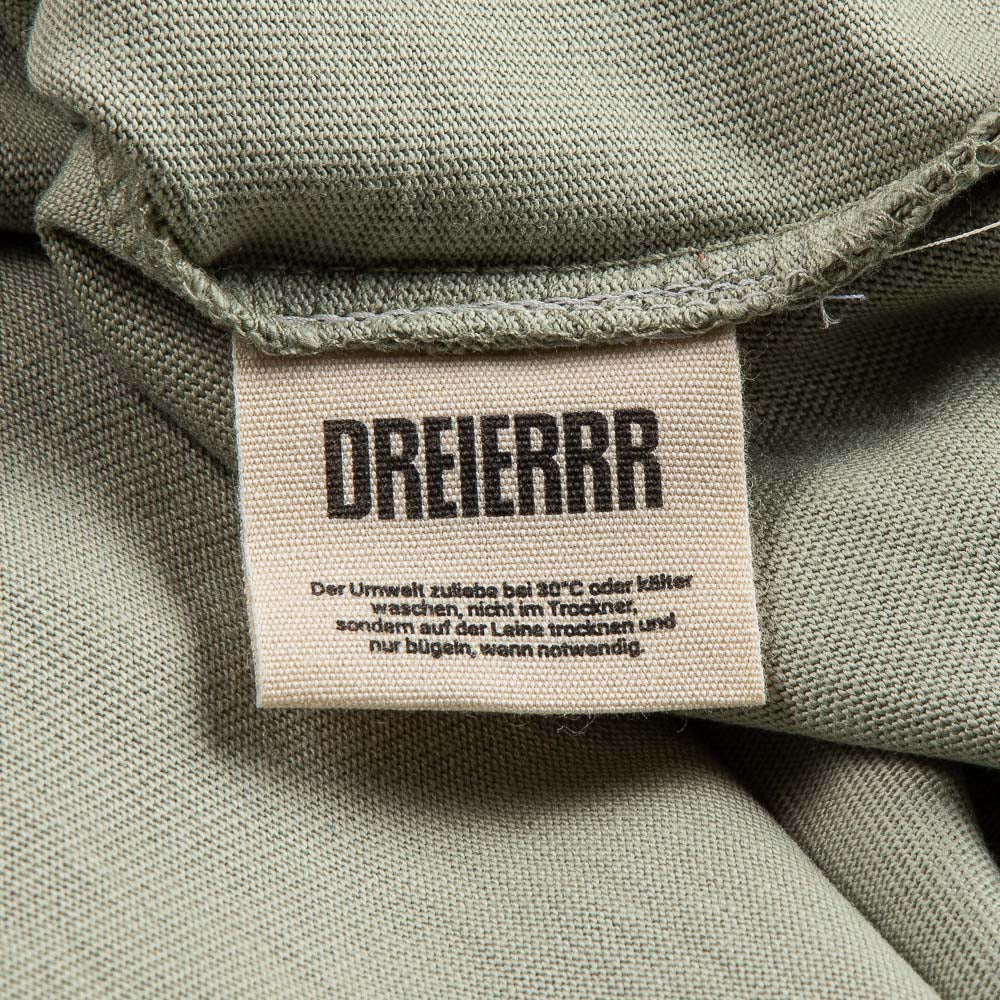 DREIERRR
Der Umwelt zuliebe bei 30°C oder kälter
waschen, nicht im Trockner,
sondern auf der Leine trocknen und
nur bügeln, wenn notwendig.